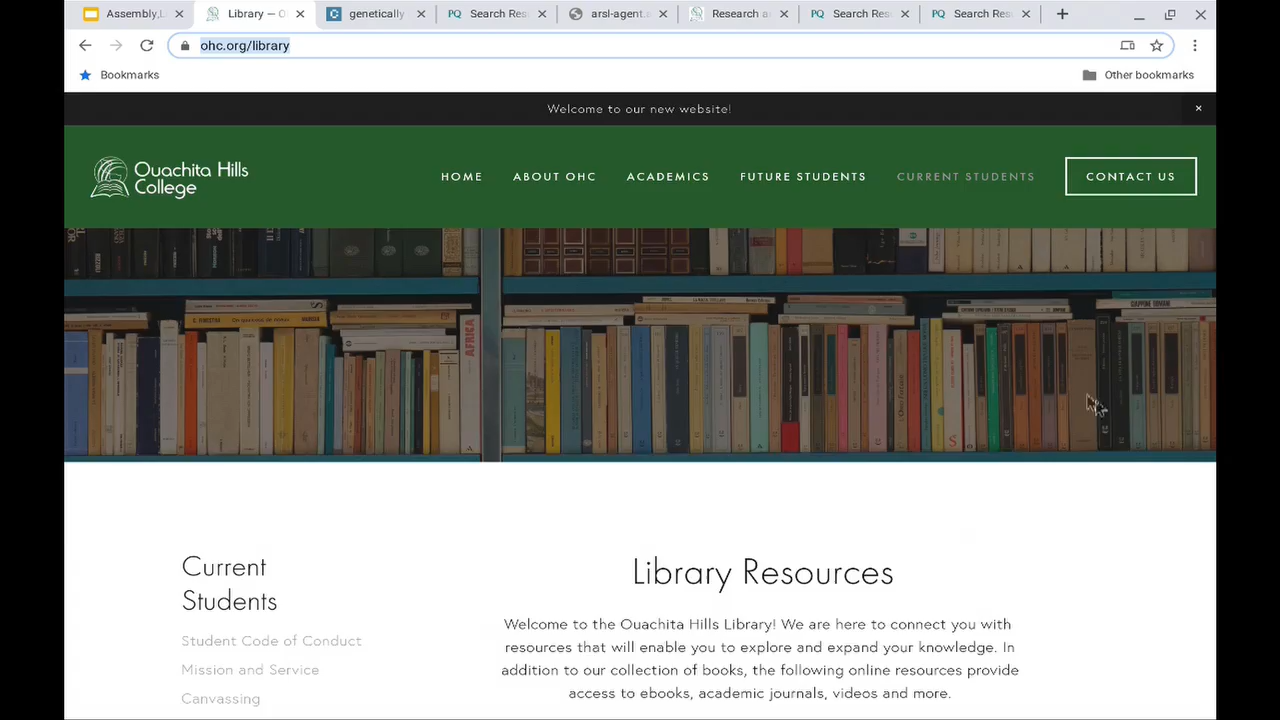 Assembly,L
Library — O
genetically
PQ Search Res
arsl-agent.
Research a
PQ Search Res
PQ Search Res
ohc.org/library
Bookmarks
Other bookmarks
Welcome to our new website!
Ouachita Hills
College
HOME
ABOUT OHC
ACADEMICS
FUTURE STUDENTS
CURRENT STUDENTS
CONTACT US
AFRICA
Current
Students
Student Code of Conduct
Mission and Service
Canvassing
Library Resources
Welcome to the Ouachita Hills Library! We are here to connect you with
resources that will enable you to explore and expand your knowledge. In
addition to our collection of books, the following online resources provide
access to ebooks, academic journals, videos and more.